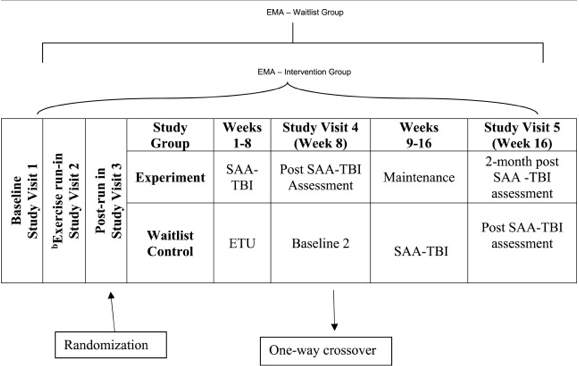 EMA – Waitlist Group
EMA – Intervention Group
Baseline
Study Visit 1
ᵇExercise run-in
Study Visit 2
Post-run in
Study Visit 3
Study
Group
Weeks
1-8
Study Visit 4
(Week 8)
Weeks
9-16
Study Visit 5
(Week 16)
Experiment
SAA-
TBI
Post SAA-TBI
Assessment
Maintenance
2-month post
SAA -TBI
assessment
Waitlist
Control
ETU
Baseline 2
SAA-TBI
Post SAA-TBI
assessment
Randomization
One-way crossover